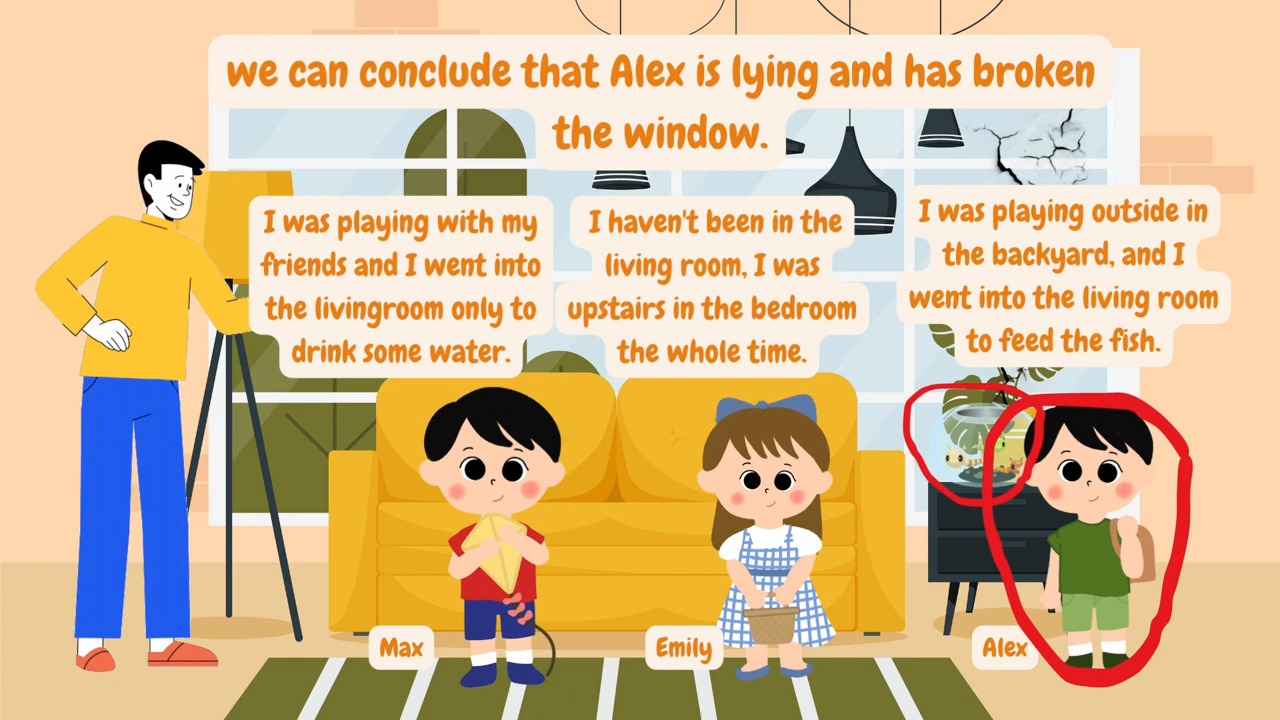 we can conclude that Alex is lying and has broken
the window.
I was playing with my
friends and I went into
the livingroom only to
drink some water.
I haven't been in the
living room, I was
upstairs in the bedroom
the whole time.
I was playing outside in
the backyard, and I
went into the living room
to feed the fish.
Max
Emily
Alex